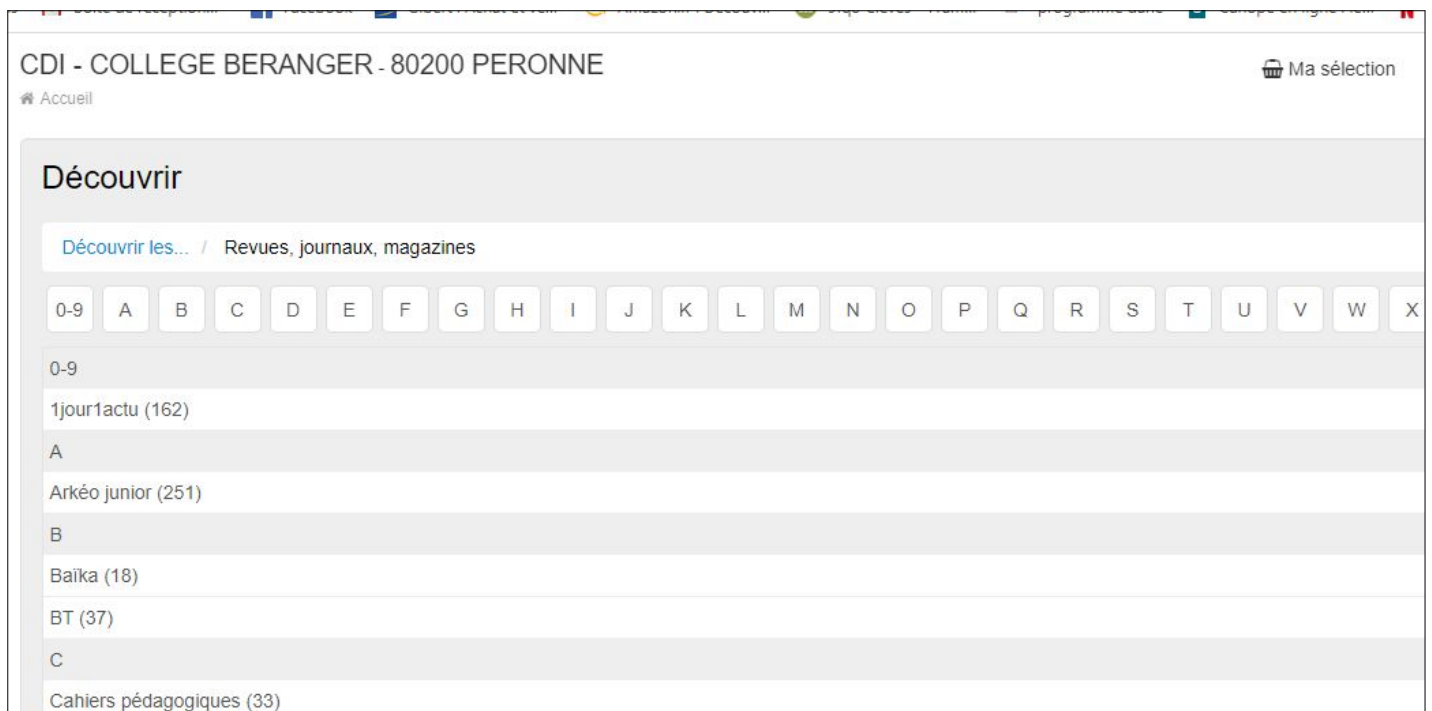 CDI - COLLEGE BERANGER - 80200 PERONNE
Ma sélection
Accueil
Découvrir
Découvrir les... / Revues, journaux, magazines
0-9 A B C D E F G H I J K L M N O P Q R S T U V W X
0-9
1jour1actu (162)
A
Arkéo junior (251)
B
Baïka (18)
BT (37)
C
Cahiers pédagogiques (33)